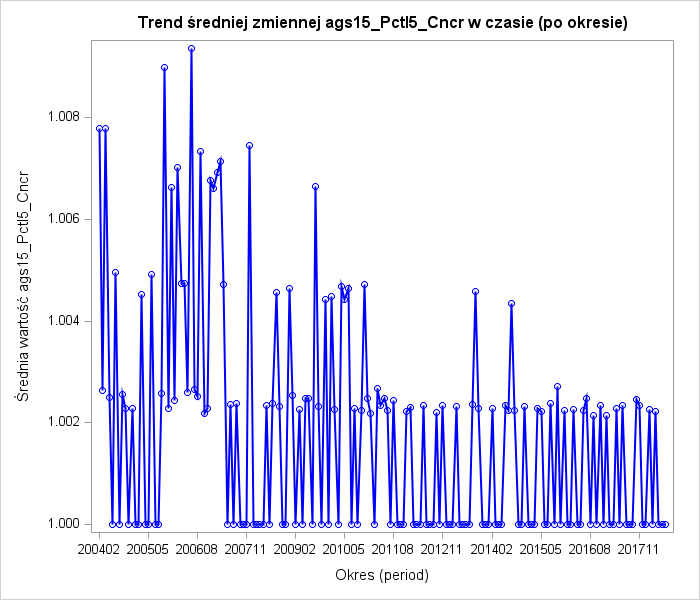 Trend średniej zmiennej ags15_Pctl5_Cncr w czasie (po okresie)
Średnia wartość ags15_Pctl5_Cncr
1.008
1.006
1.004
1.002
1.000
200402 200505 200608 200711 200902 201005 201108 201211 201402 201505 201608 201711
Okres (period)